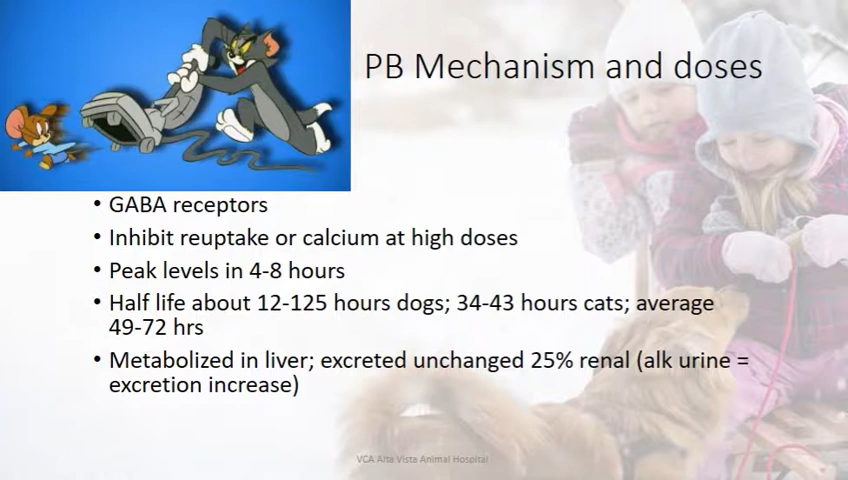 PB Mechanism and doses
• GABA receptors
• Inhibit reuptake or calcium at high doses
• Peak levels in 4-8 hours
• Half life about 12-125 hours dogs; 34-43 hours cats; average
49-72 hrs
• Metabolized in liver; excreted unchanged 25% renal (alk urine =
excretion increase)
VCA Alta Vista Animal Hospital